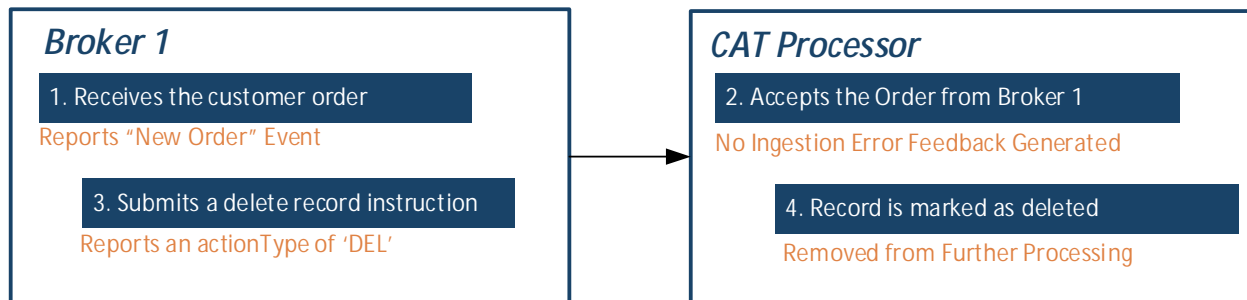 Broker 1
1. Receives the customer order
Reports “New Order” Event
3. Submits a delete record instruction
Reports an actionType of ‘DEL’
CAT Processor
2. Accepts the Order from Broker 1
No Ingestion Error Feedback Generated
4. Record is marked as deleted
Removed from Further Processing